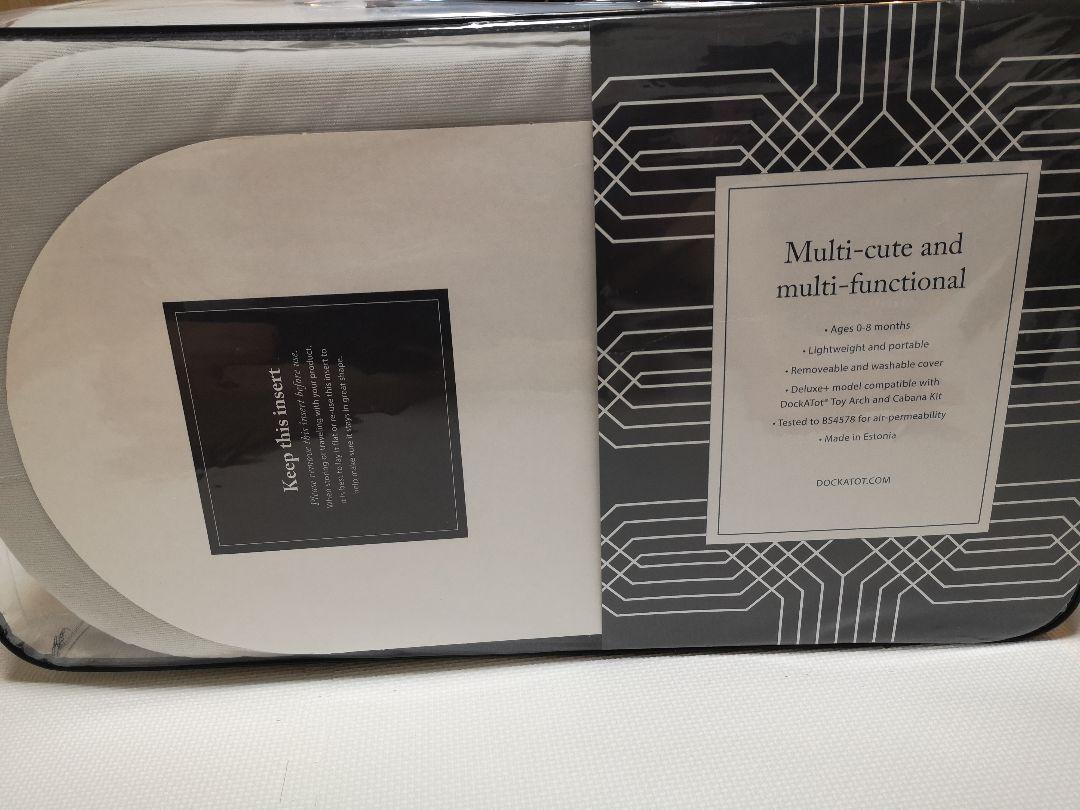 Keep this insert
Please remove this insert before use.
When storing or traveling with your product,
it is best to lay it flat or re-use this insert to
help make sure it stays in great shape.
Multi-cute and
multi-functional
• Ages 0-8 months
• Lightweight and portable
• Removeable and washable cover
• Deluxe+ model compatible with
DockATot® Toy Arch and Cabana Kit
• Tested to BS4578 for air-permeability
• Made in Estonia
DOCKATOT.COM